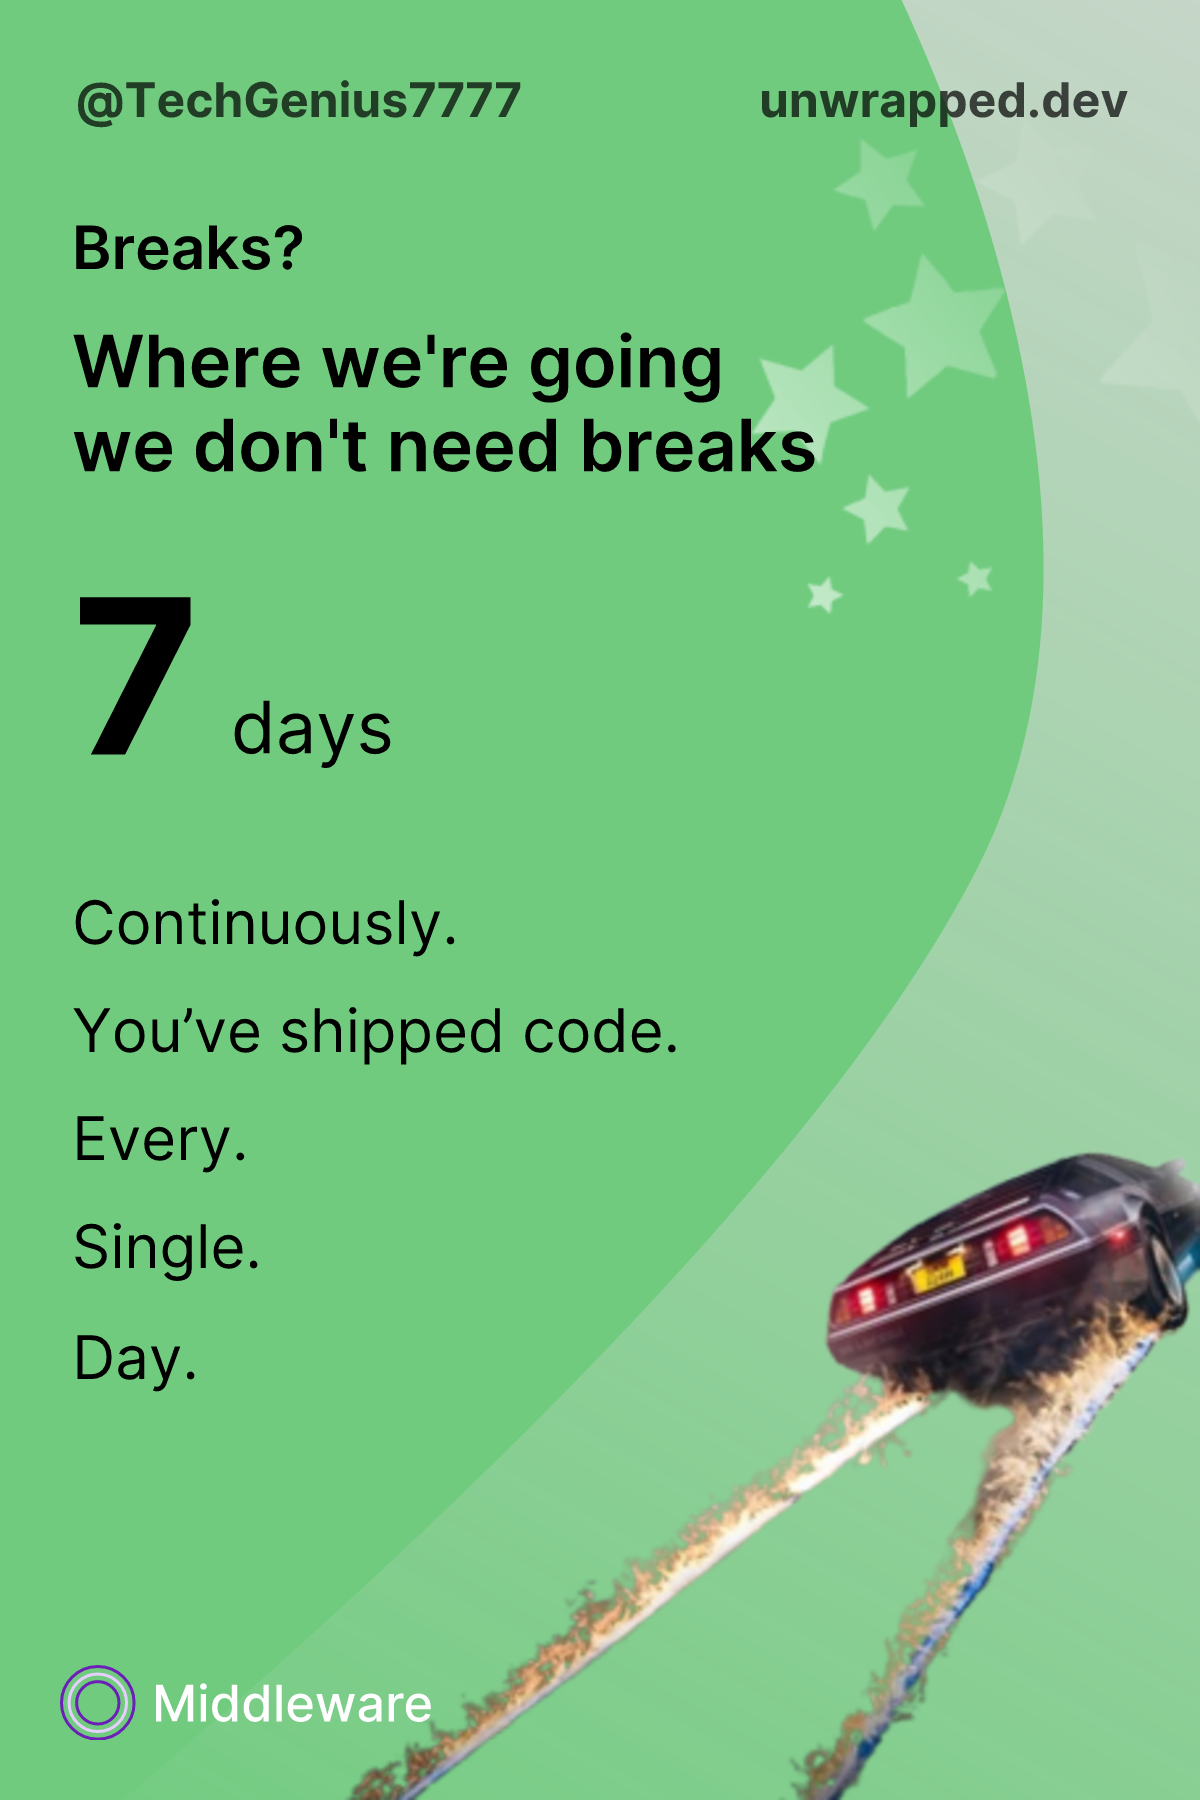 @TechGenius7777 unwrapped.dev
Breaks?
Where we're going
we don't need breaks
7 days
Continuously.
You’ve shipped code.
Every.
Single.
Day.
Middleware